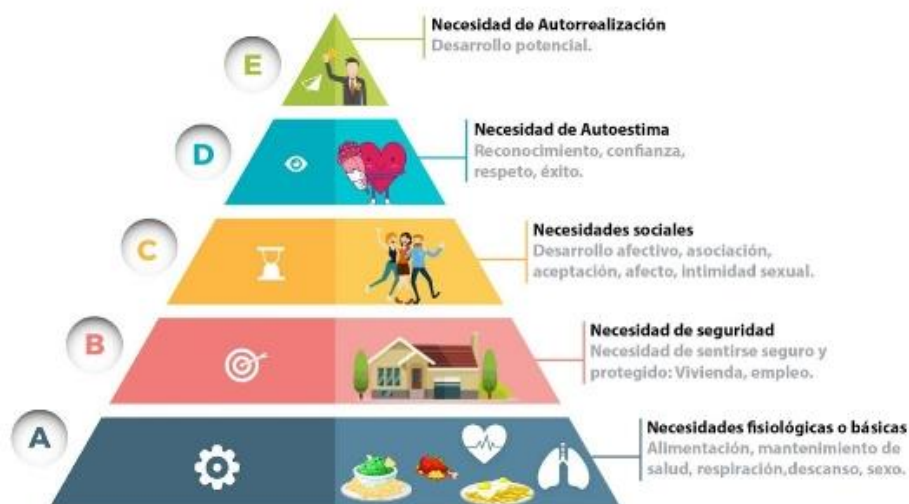 E
Necesidad de Autorrealización
Desarrollo potencial.
D
Necesidad de Autoestima
Reconocimiento, confianza,
respeto, éxito.
C
Necesidades sociales
Desarrollo afectivo, asociación,
aceptación, afecto, intimidad sexual.
B
Necesidad de seguridad
Necesidad de sentirse seguro y
protegido: Vivienda, empleo.
A
Necesidades fisiológicas o básicas
Alimentación, mantenimiento de
salud, respiración,descanso, sexo.